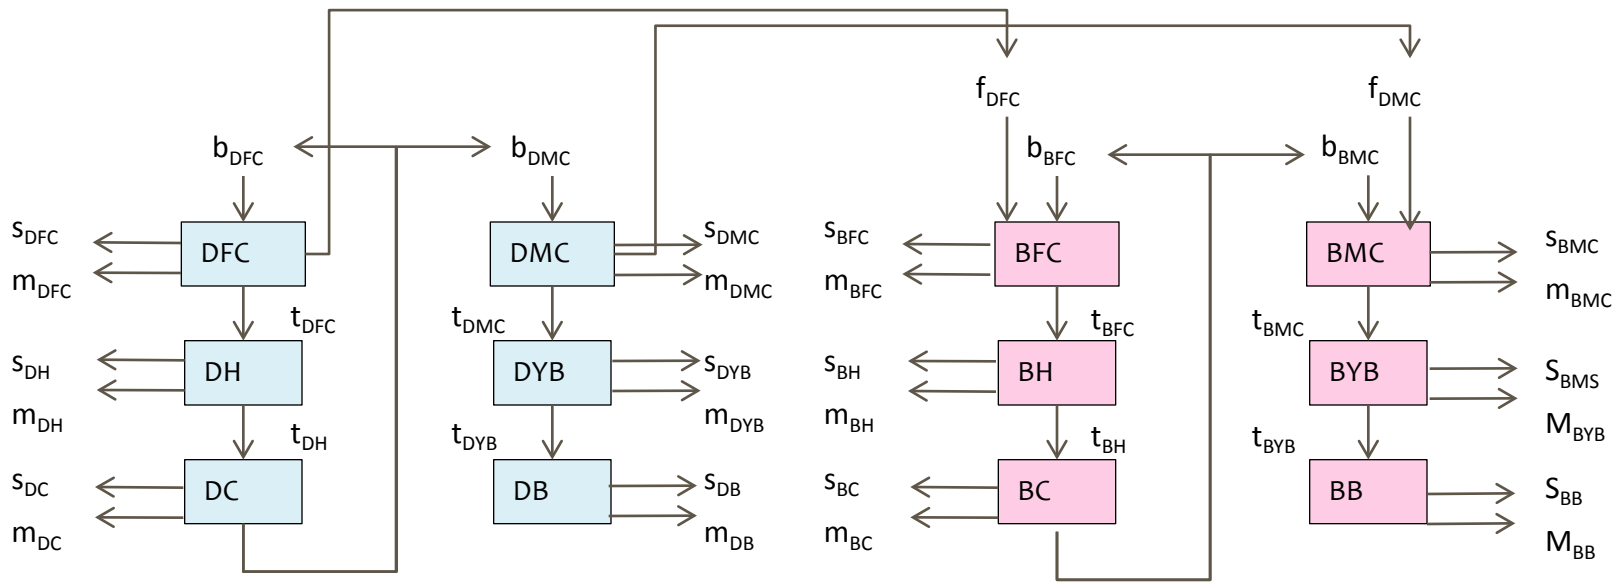 f_DFC f_DMC
b_DFC b_DMC b_BFC b_BMC
s_DFC DFC DMC s_DMC s_BFC BFC BMC s_BMC
m_DFC m_DMC m_BFC m_BMC
t_DFC t_DMC t_BFC t_BMC
s_DH DH DYB s_DYB s_BH BH BYB S_BMS
m_DH m_DYB m_BH M_BYB
t_DH t_DYB t_BH t_BYB
s_DC DC DB s_DB s_BC BC BB S_BB
m_DC m_DB m_BC M_BB